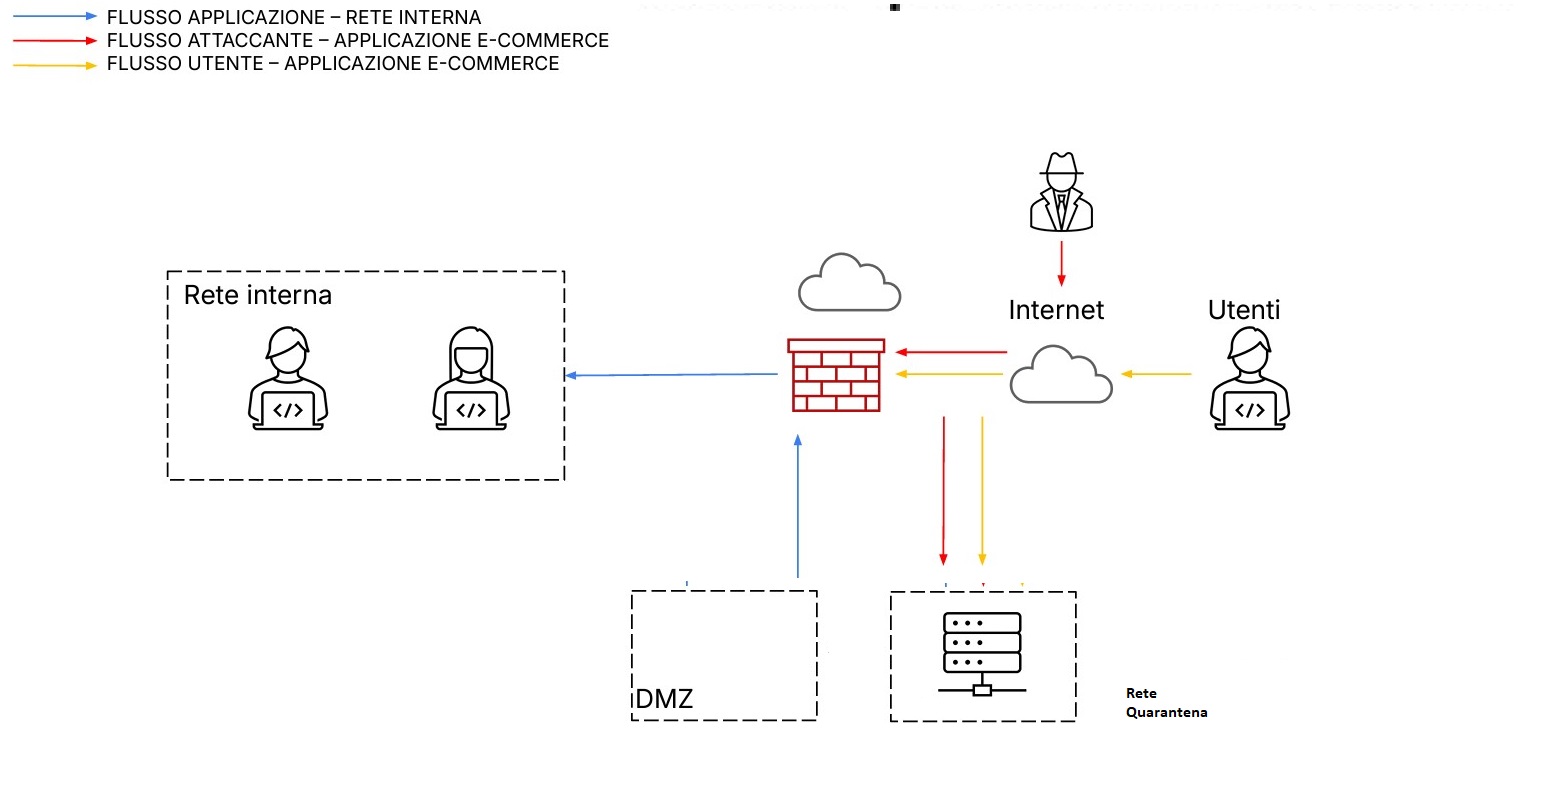 FLUSSO APPLICAZIONE – RETE INTERNA
FLUSSO ATTACCANTE – APPLICAZIONE E-COMMERCE
FLUSSO UTENTE – APPLICAZIONE E-COMMERCE
Rete interna
Internet
Utenti
</>
</>
</>
DMZ
Rete
Quarantena